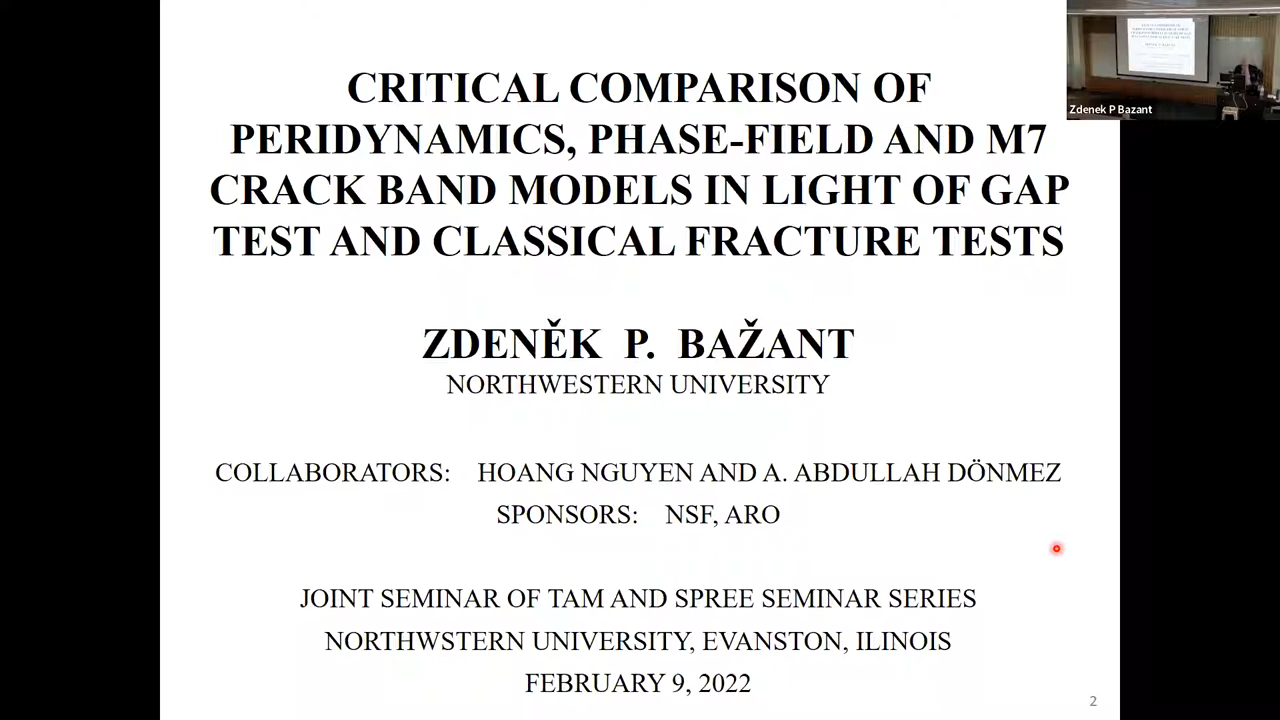 CRITICAL COMPARISON OF
PERIDYNAMICS, PHASE-FIELD AND M7
CRACK BAND MODELS IN LIGHT OF GAP
TEST AND CLASSICAL FRACTURE TESTS
ZDENĚK P. BAŽANT
NORTHWESTERN UNIVERSITY
COLLABORATORS: HOANG NGUYEN AND A. ABDULLAH DÖNMEZ
SPONSORS: NSF, ARO
JOINT SEMINAR OF TAM AND SPREE SEMINAR SERIES
NORTHWSTERN UNIVERSITY, EVANSTON, ILINOIS
FEBRUARY 9, 2022
2
Zdenek P Bazant